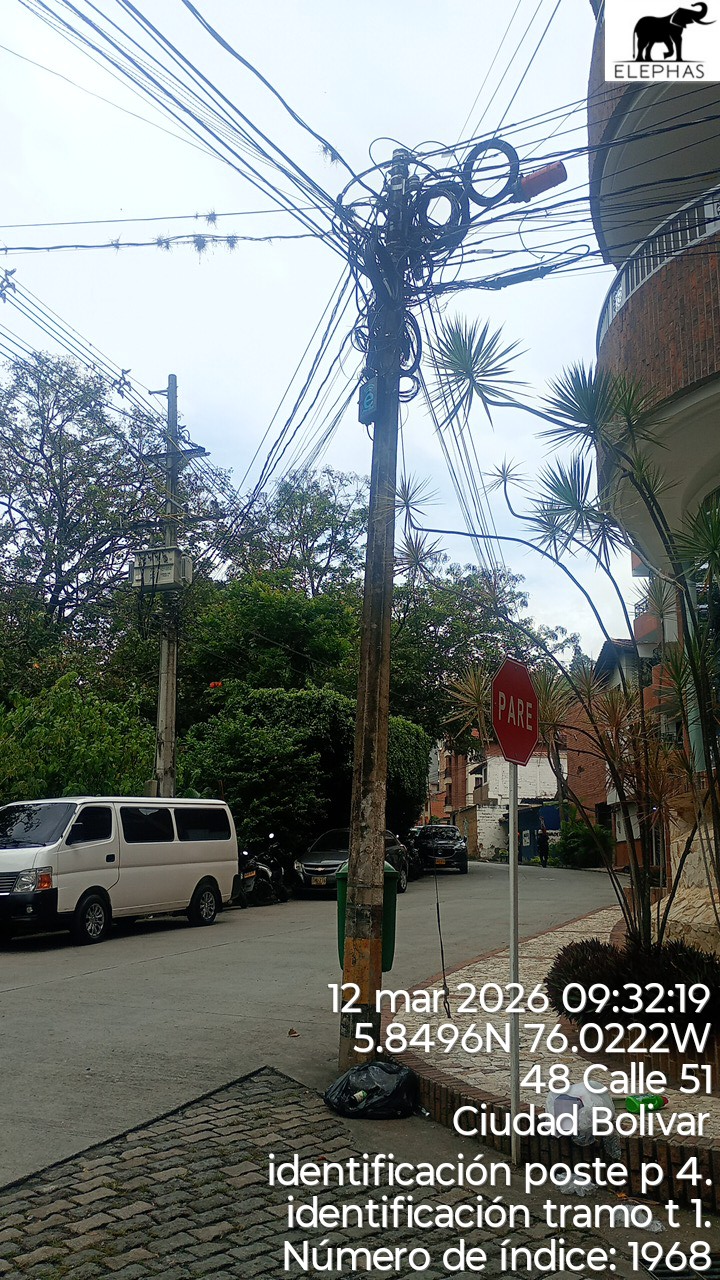 ELEPHAS
PARE
12 mar 2026 09:32:19
5.8496N 76.0222W
48 Calle 51
Ciudad Bolivar
identificación poste p 4.
identificación tramo t 1.
Número de índice: 1968